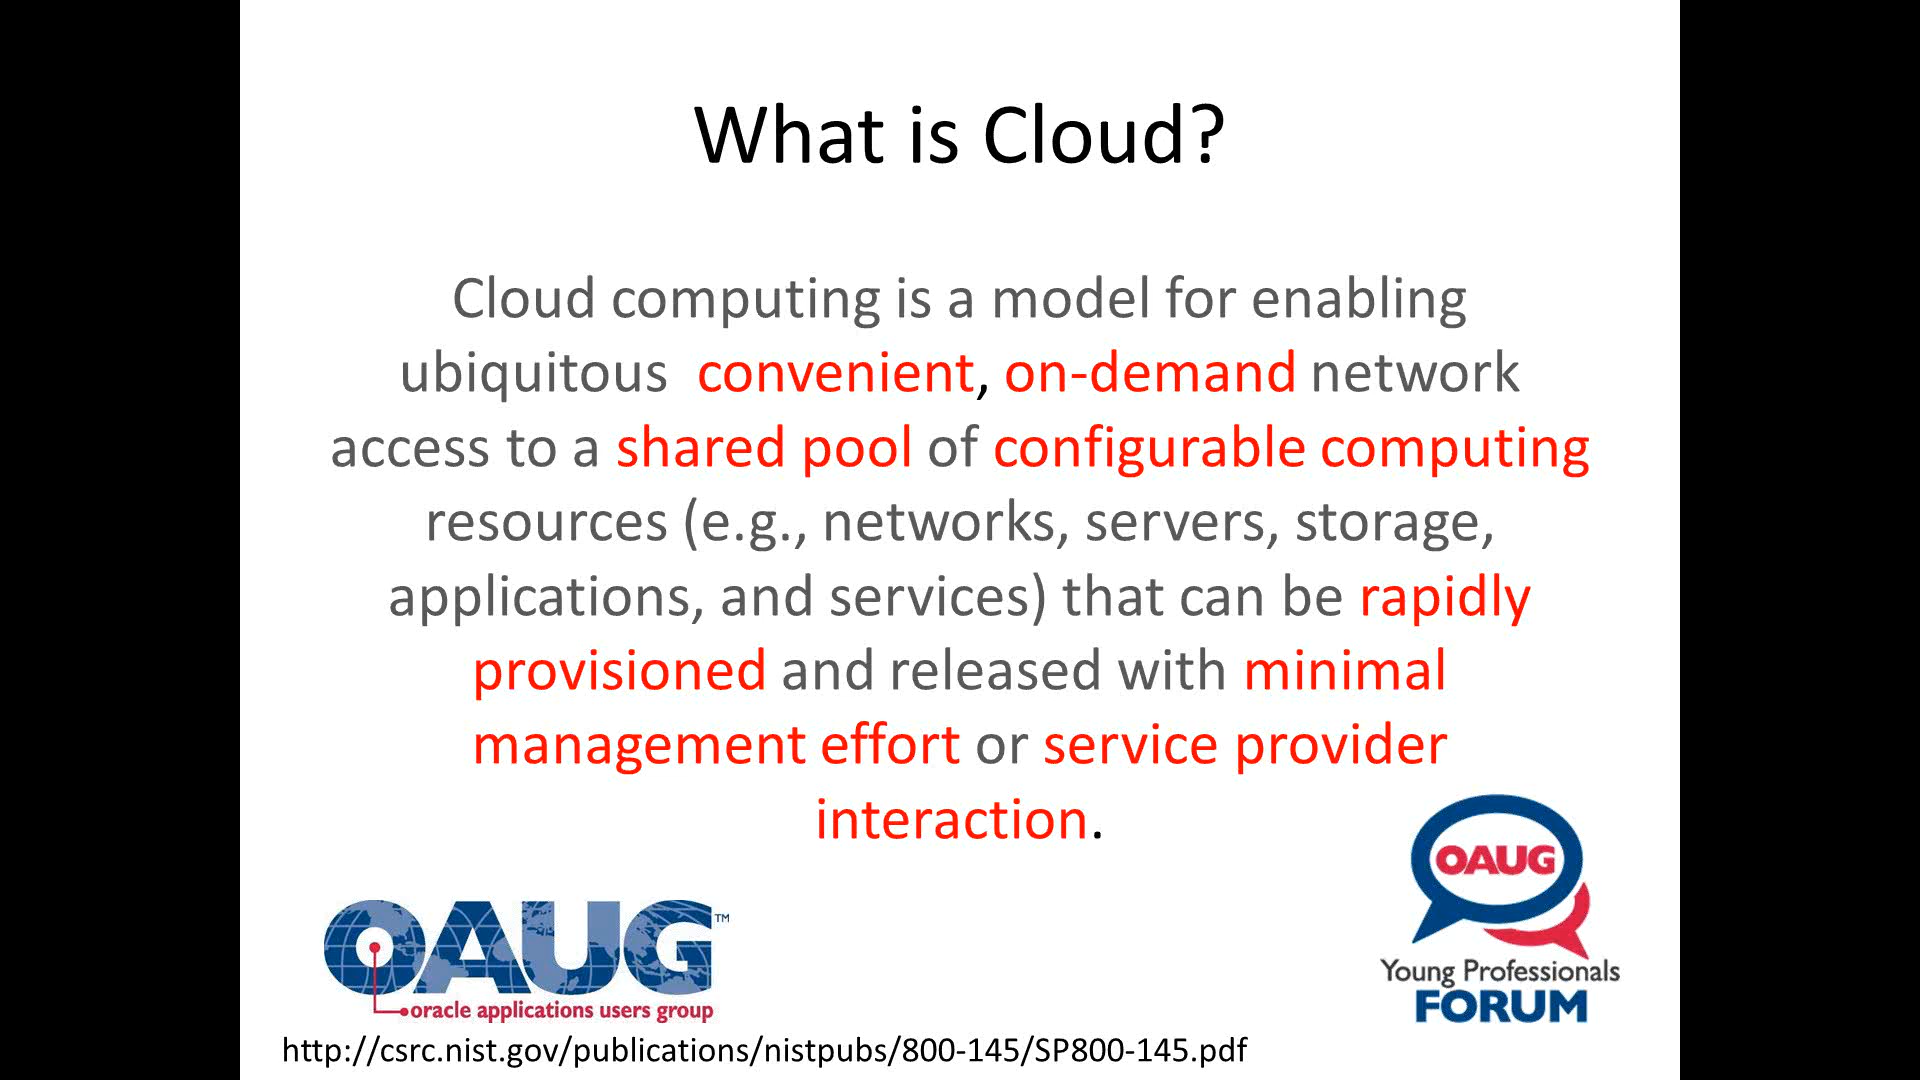 What is Cloud?
Cloud computing is a model for enabling
ubiquitous  convenient, on-demand network
access to a shared pool of configurable computing
resources (e.g., networks, servers, storage,
applications, and services) that can be rapidly
provisioned and released with minimal
management effort or service provider
interaction.
OAUG™
oracle applications users group
OAUG
Young Professionals
FORUM
http://csrc.nist.gov/publications/nistpubs/800-145/SP800-145.pdf